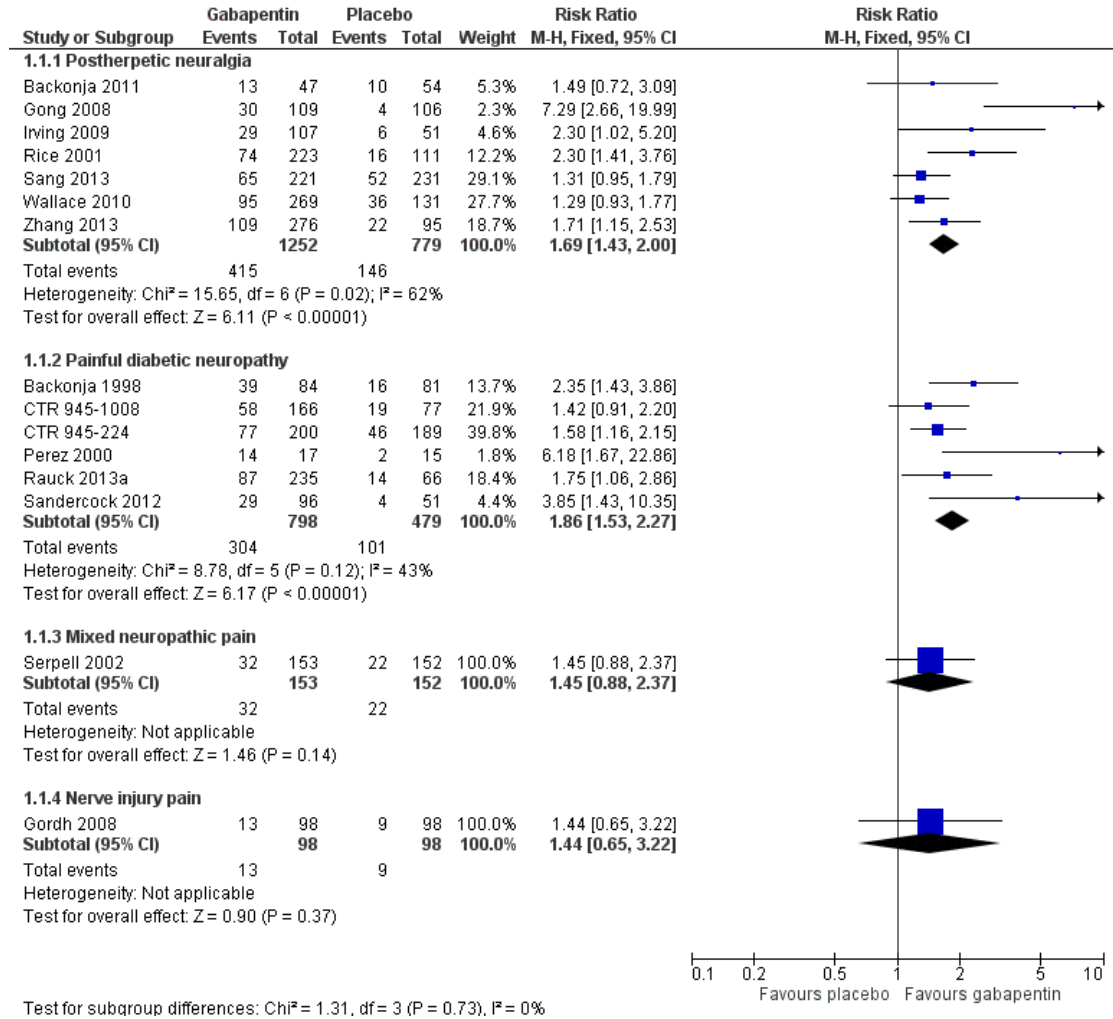 Gabapentin Placebo Risk Ratio Risk Ratio
Study or Subgroup Events Total Events Total Weight M-H, Fixed, 95% CI M-H, Fixed, 95% CI
1.1.1 Postherpetic neuralgia
Backonja 2011 13 47 10 54 5.3% 1.49 [0.72, 3.09]
Gong 2008 30 109 4 106 2.3% 7.29 [2.66, 19.99]
Irving 2009 29 107 6 51 4.6% 2.30 [1.02, 5.20]
Rice 2001 74 223 16 111 12.2% 2.30 [1.41, 3.76]
Sang 2013 65 221 52 231 29.1% 1.31 [0.95, 1.79]
Wallace 2010 95 269 36 131 27.7% 1.29 [0.93, 1.77]
Zhang 2013 109 276 22 95 18.7% 1.71 [1.15, 2.53]
Subtotal (95% CI) 1252 779 100.0% 1.69 [1.43, 2.00]
Total events 415 146
Heterogeneity: Chi² = 15.65, df = 6 (P = 0.02); I² = 62%
Test for overall effect: Z = 6.11 (P < 0.00001)
1.1.2 Painful diabetic neuropathy
Backonja 1998 39 84 16 81 13.7% 2.35 [1.43, 3.86]
CTR 945-1008 58 166 19 77 21.9% 1.42 [0.91, 2.20]
CTR 945-224 77 200 46 189 39.8% 1.58 [1.16, 2.15]
Perez 2000 14 17 2 15 1.8% 6.18 [1.67, 22.86]
Rauck 2013a 87 235 14 66 18.4% 1.75 [1.06, 2.86]
Sandercock 2012 29 96 4 51 4.4% 3.85 [1.43, 10.35]
Subtotal (95% CI) 798 479 100.0% 1.86 [1.53, 2.27]
Total events 304 101
Heterogeneity: Chi² = 8.78, df = 5 (P = 0.12); I² = 43%
Test for overall effect: Z = 6.17 (P < 0.00001)
1.1.3 Mixed neuropathic pain
Serpell 2002 32 153 22 152 100.0% 1.45 [0.88, 2.37]
Subtotal (95% CI) 153 152 100.0% 1.45 [0.88, 2.37]
Total events 32 22
Heterogeneity: Not applicable
Test for overall effect: Z = 1.46 (P = 0.14)
1.1.4 Nerve injury pain
Gordh 2008 13 98 9 98 100.0% 1.44 [0.65, 3.22]
Subtotal (95% CI) 98 98 100.0% 1.44 [0.65, 3.22]
Total events 13 9
Heterogeneity: Not applicable
Test for overall effect: Z = 0.90 (P = 0.37)
0.1 0.2 0.5 1 2 5 10
Favours placebo Favours gabapentin
Test for subgroup differences: Chi² = 1.31, df = 3 (P = 0.73), I² = 0%